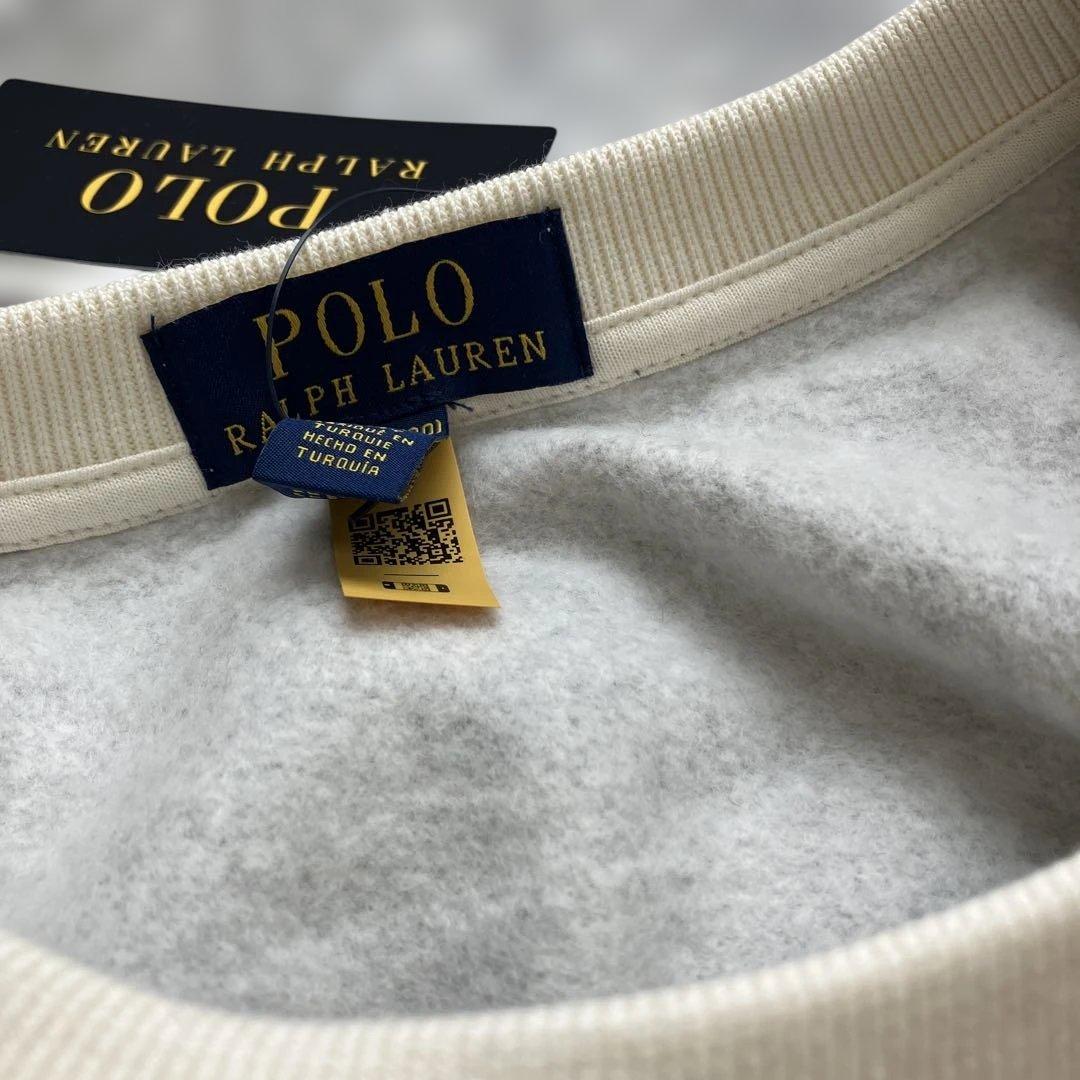 POLO
RALPH LAUREN
POLO
RALPH LAUREN
TURQUIE
HECHO EN
TURQUÍA